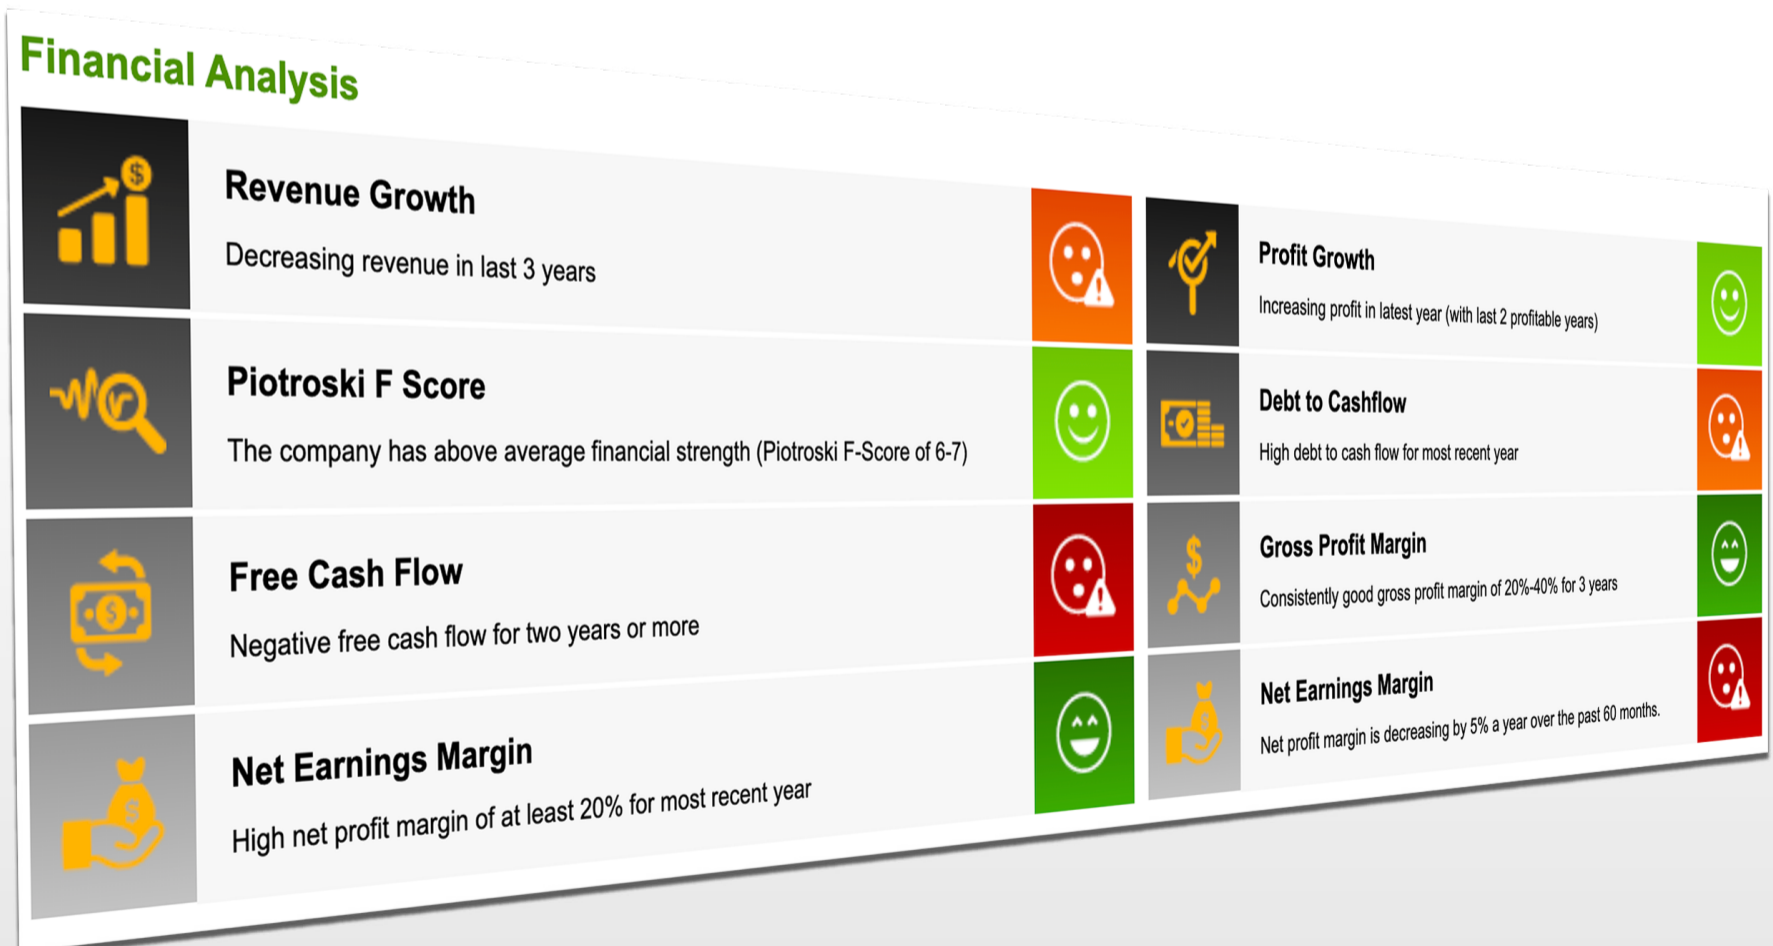 Financial Analysis
Revenue Growth
Decreasing revenue in last 3 years
Piotroski F Score
The company has above average financial strength (Piotroski F-Score of 6-7)
Free Cash Flow
Negative free cash flow for two years or more
Net Earnings Margin
High net profit margin of at least 20% for most recent year
Profit Growth
Increasing profit in latest year (with last 2 profitable years)
Debt to Cashflow
High debt to cash flow for most recent year
Gross Profit Margin
Consistently good gross profit margin of 20%-40% for 3 years
Net Earnings Margin
Net profit margin is decreasing by 5% a year over the past 60 months.